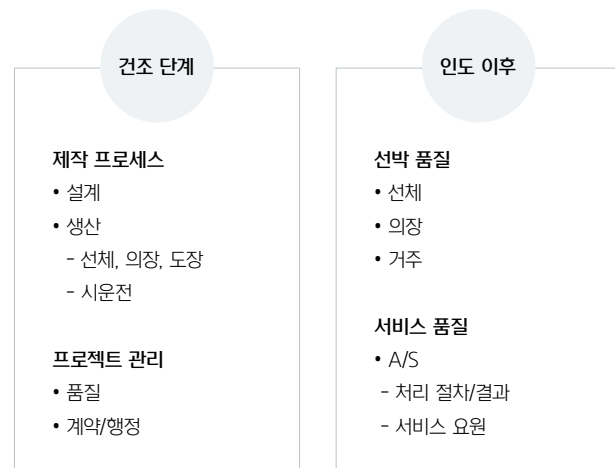 건조 단계
제작 프로세스
• 설계
• 생산
- 선체, 의장, 도장
- 시운전
프로젝트 관리
• 품질
• 계약/행정
인도 이후
선박 품질
• 선체
• 의장
• 거주
서비스 품질
• A/S
- 처리 절차/결과
- 서비스 요원